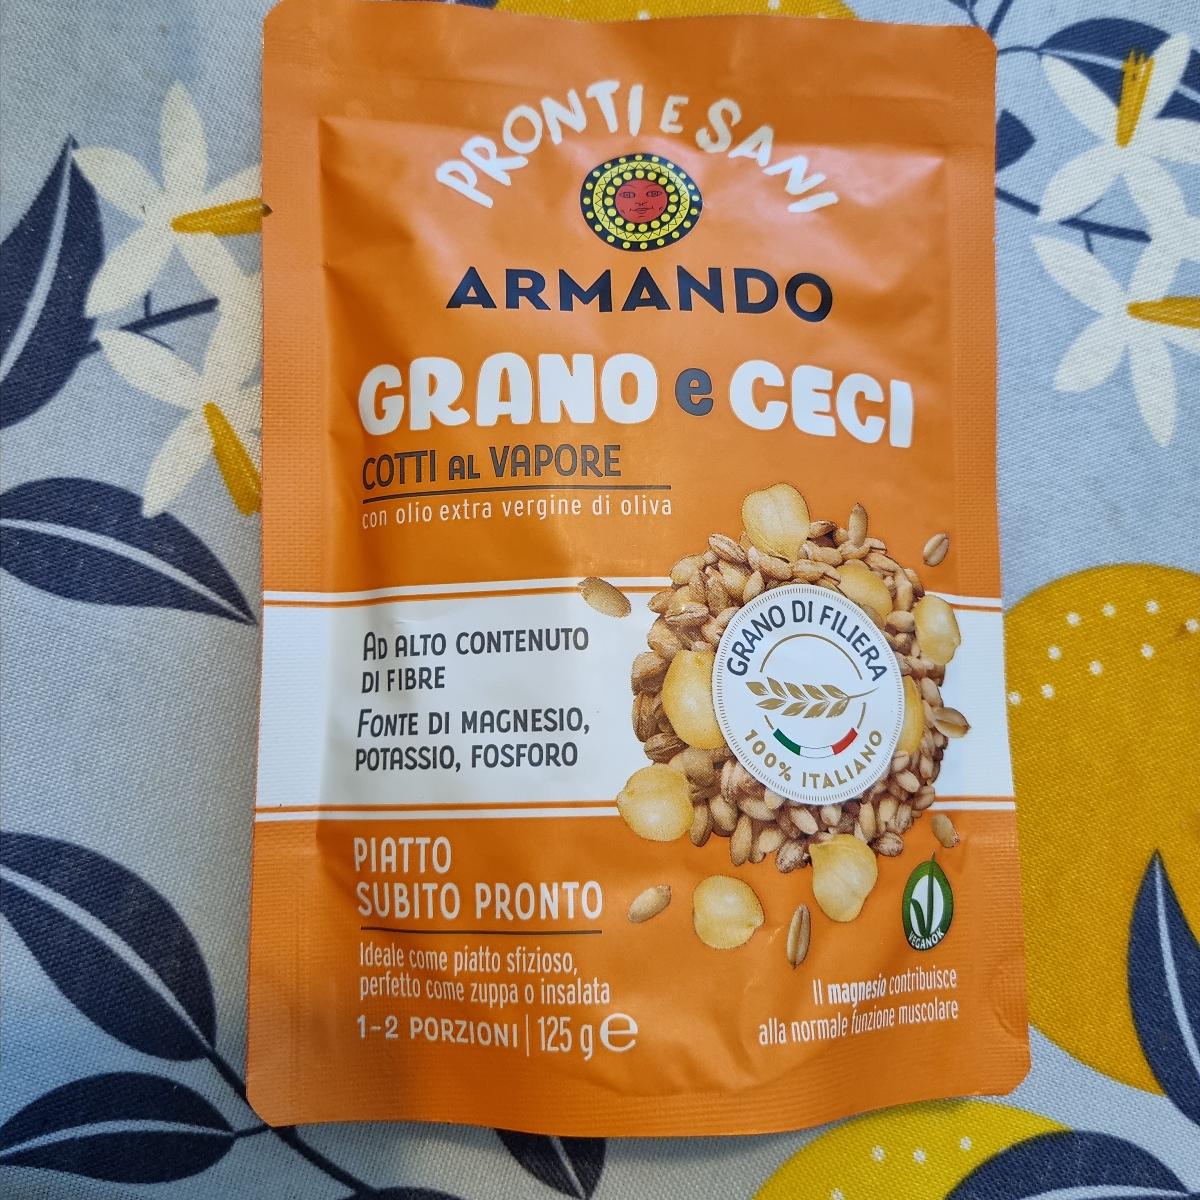 PRONTI E SANI
ARMANDO
GRANO e CECI
COTTI AL VAPORE
con olio extra vergine di oliva
AD ALTO CONTENUTO
DI FIBRE
FONTE DI MAGNESIO,
POTASSIO, FOSFORO
GRANO DI FILIERA
100% ITALIANO
PIATTO
SUBITO PRONTO
Ideale come piatto sfizioso,
perfetto come zuppa o insalata
1-2 PORZIONI | 125 g e
VEGANOK
Il magnesio contribuisce
alla normale funzione muscolare